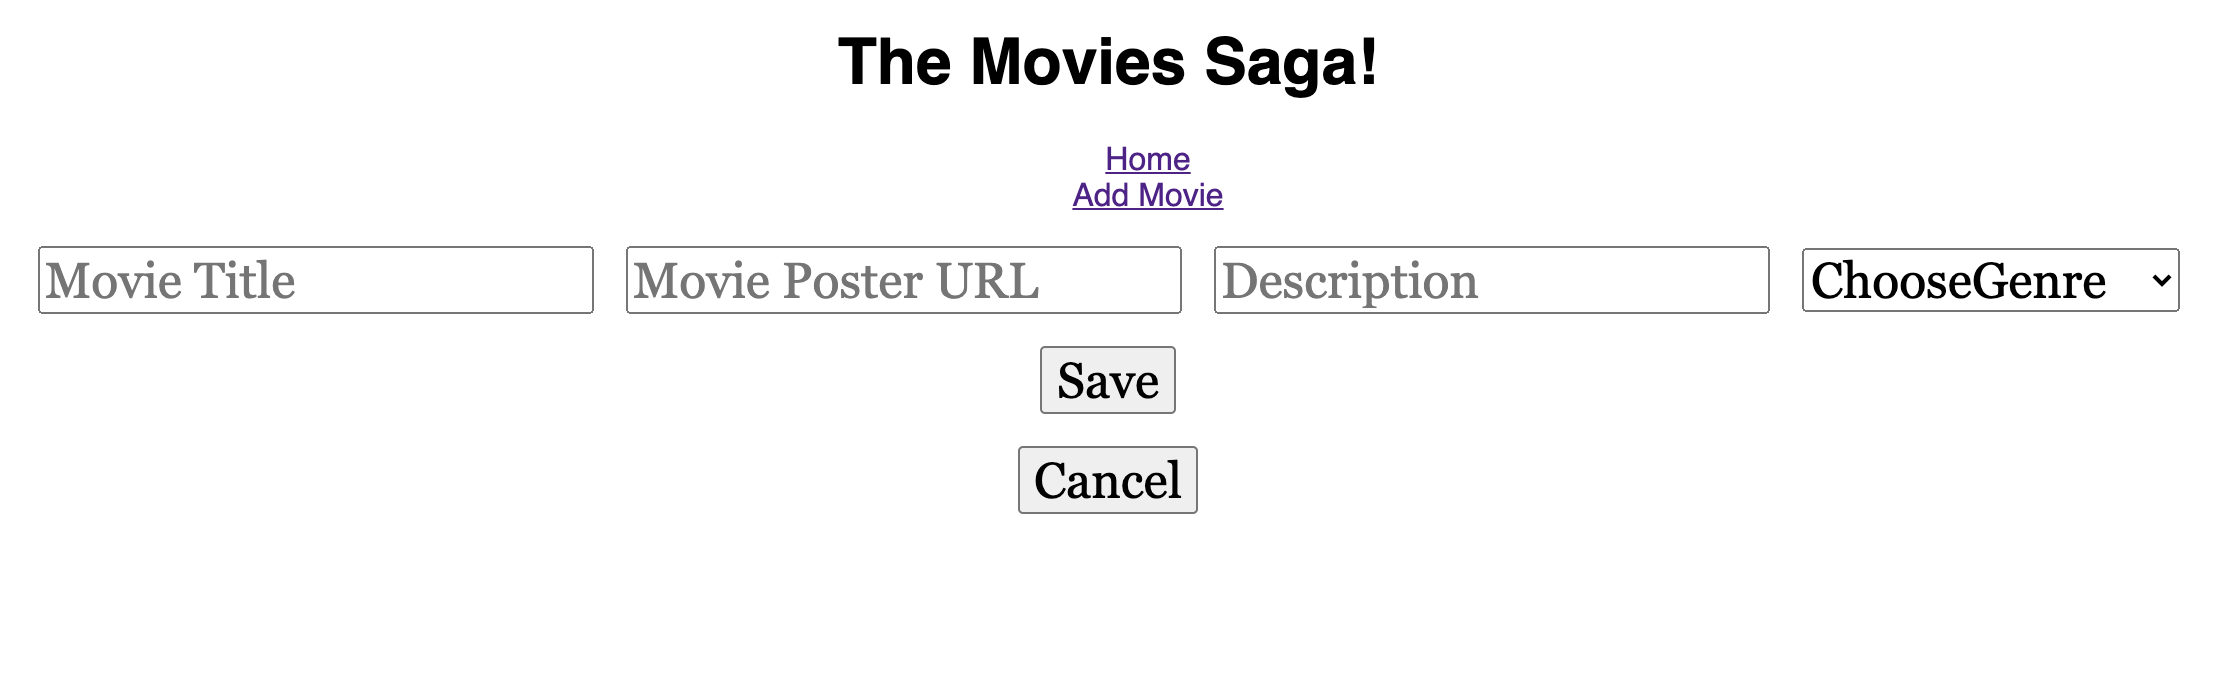 The Movies Saga!
Home
Add Movie
Movie Title Movie Poster URL Description ChooseGenre
Save
Cancel